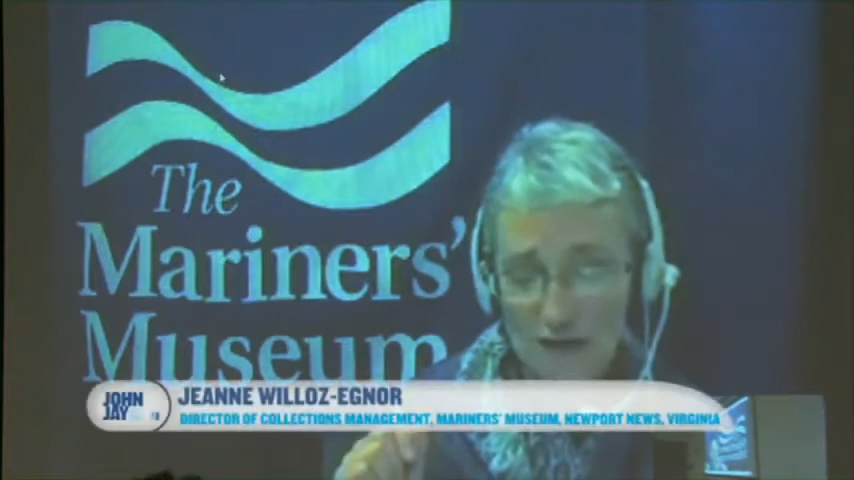 The
Mariners'
Museum
JOHN
JAY
JEANNE WILLOZ-EGNOR
DIRECTOR OF COLLECTIONS MANAGEMENT, MARINERS' MUSEUM, NEWPORT NEWS, VIRGINIA